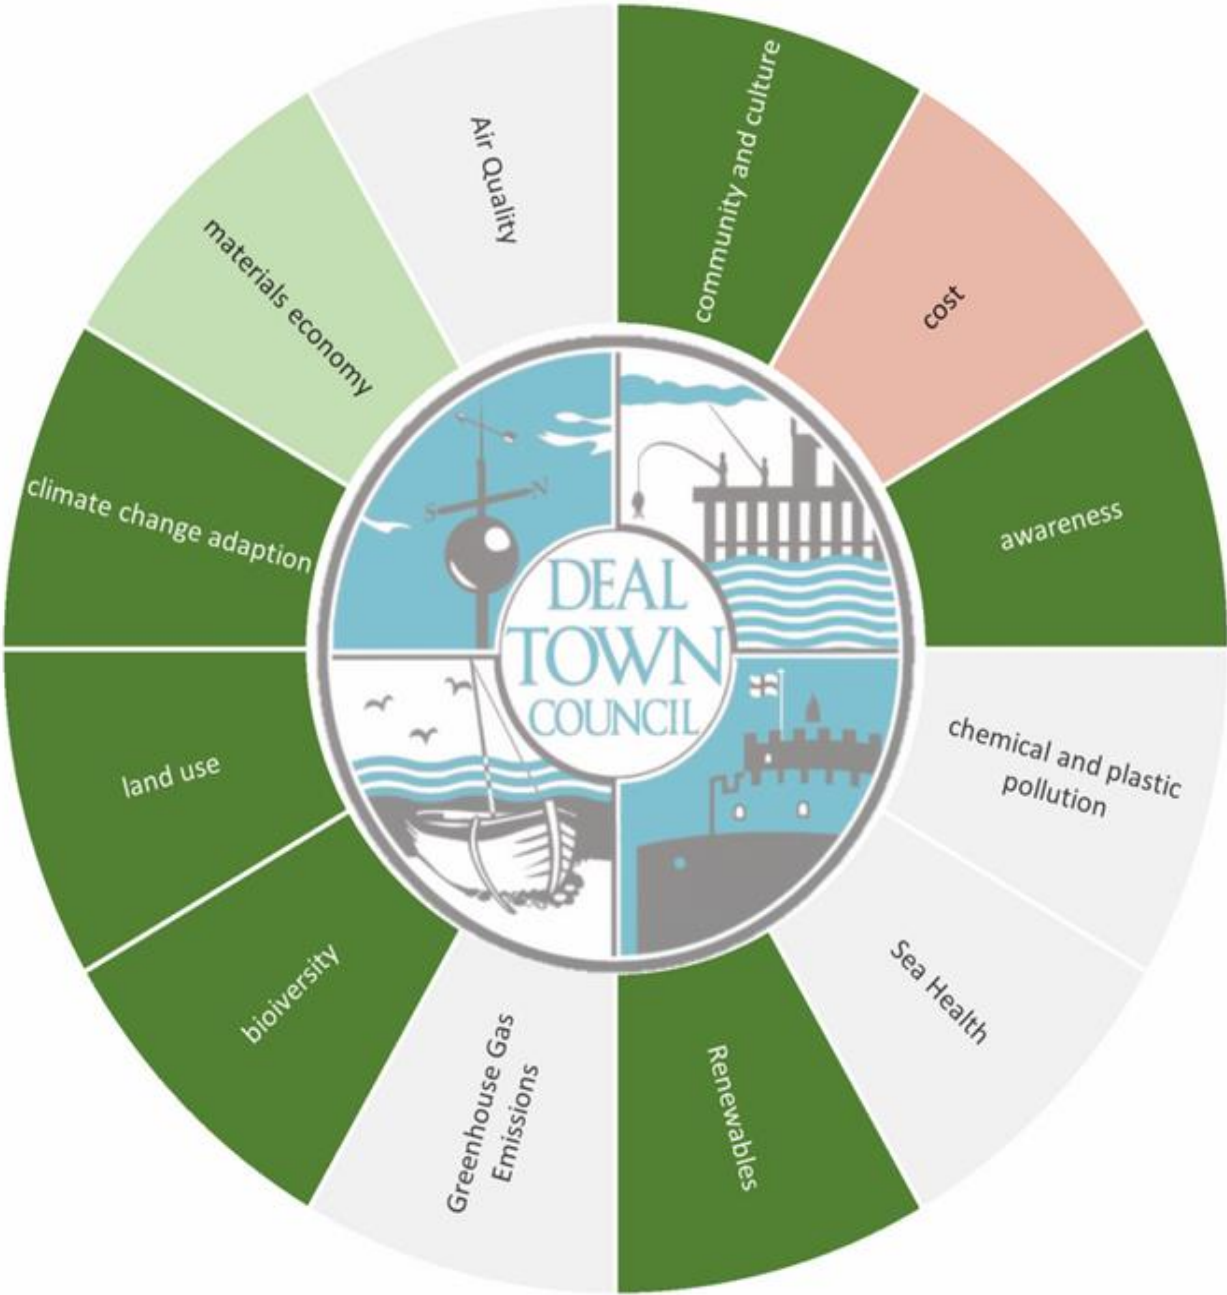 community and culture
cost
awareness
chemical and plastic
pollution
Sea Health
Renewables
Greenhouse Gas
Emissions
bioiversity
land use
climate change adaption
materials economy
Air Quality
S
N
DEAL
TOWN
COUNCIL